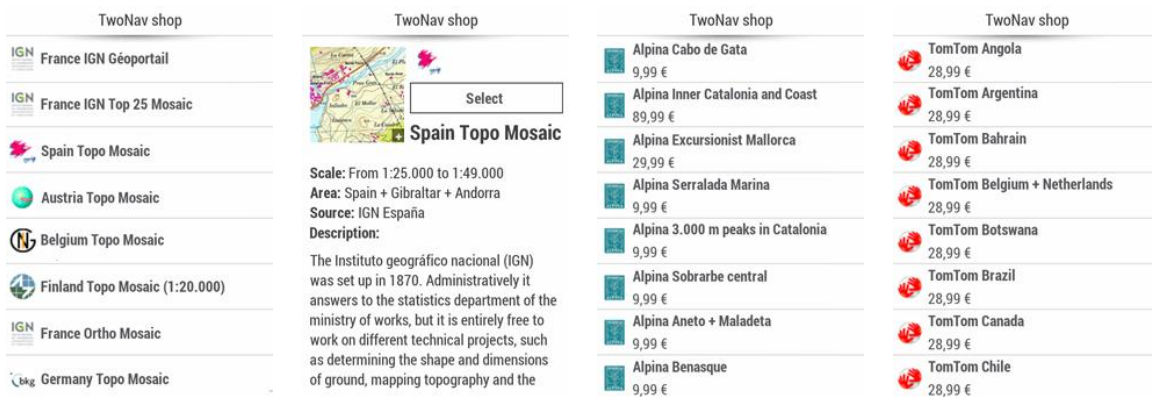 TwoNav shop
IGN
France IGN Géoportail
IGN
France IGN Top 25 Mosaic
Spain Topo Mosaic
Austria Topo Mosaic
Belgium Topo Mosaic
Finland Topo Mosaic (1:20.000)
IGN
France Ortho Mosaic
bkg
Germany Topo Mosaic
TwoNav shop
Select
Spain Topo Mosaic
Scale: From 1:25.000 to 1:49.000
Area: Spain + Gibraltar + Andorra
Source: IGN España
Description:
The Instituto geográfico nacional (IGN)
was set up in 1870. Administratively it
answers to the statistics department of the
ministry of works, but it is entirely free to
work on different technical projects, such
as determining the shape and dimensions
of ground, mapping topography and the
TwoNav shop
Alpina Cabo de Gata
9,99 €
Alpina Inner Catalonia and Coast
89,99 €
Alpina Excursionist Mallorca
29,99 €
Alpina Serralada Marina
9,99 €
Alpina 3.000 m peaks in Catalonia
9,99 €
Alpina Sobrarbe central
9,99 €
Alpina Aneto + Maladeta
9,99 €
Alpina Benasque
9,99 €
TwoNav shop
TomTom Angola
28,99 €
TomTom Argentina
28,99 €
TomTom Bahrain
28,99 €
TomTom Belgium + Netherlands
28,99 €
TomTom Botswana
28,99 €
TomTom Brazil
28,99 €
TomTom Canada
28,99 €
TomTom Chile
28,99 €